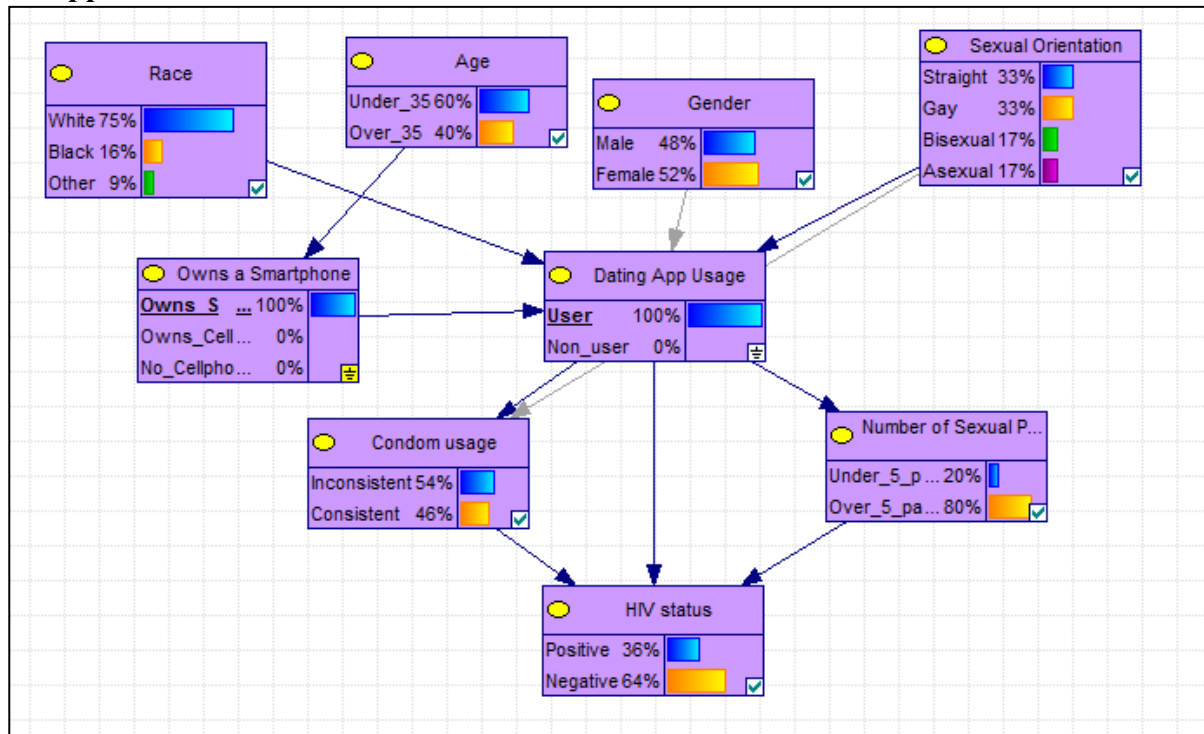 Race
White 75%
Black 16%
Other 9%
Age
Under_35 60%
Over_35 40%
Gender
Male 48%
Female 52%
Sexual Orientation
Straight 33%
Gay 33%
Bisexual 17%
Asexual 17%
Owns a Smartphone
Owns_S ... 100%
Owns_Cell... 0%
No_Cellpho... 0%
Dating App Usage
User 100%
Non_user 0%
Condom usage
Inconsistent 54%
Consistent 46%
Number of Sexual P...
Under_5_p ... 20%
Over_5_pa... 80%
HIV status
Positive 36%
Negative 64%